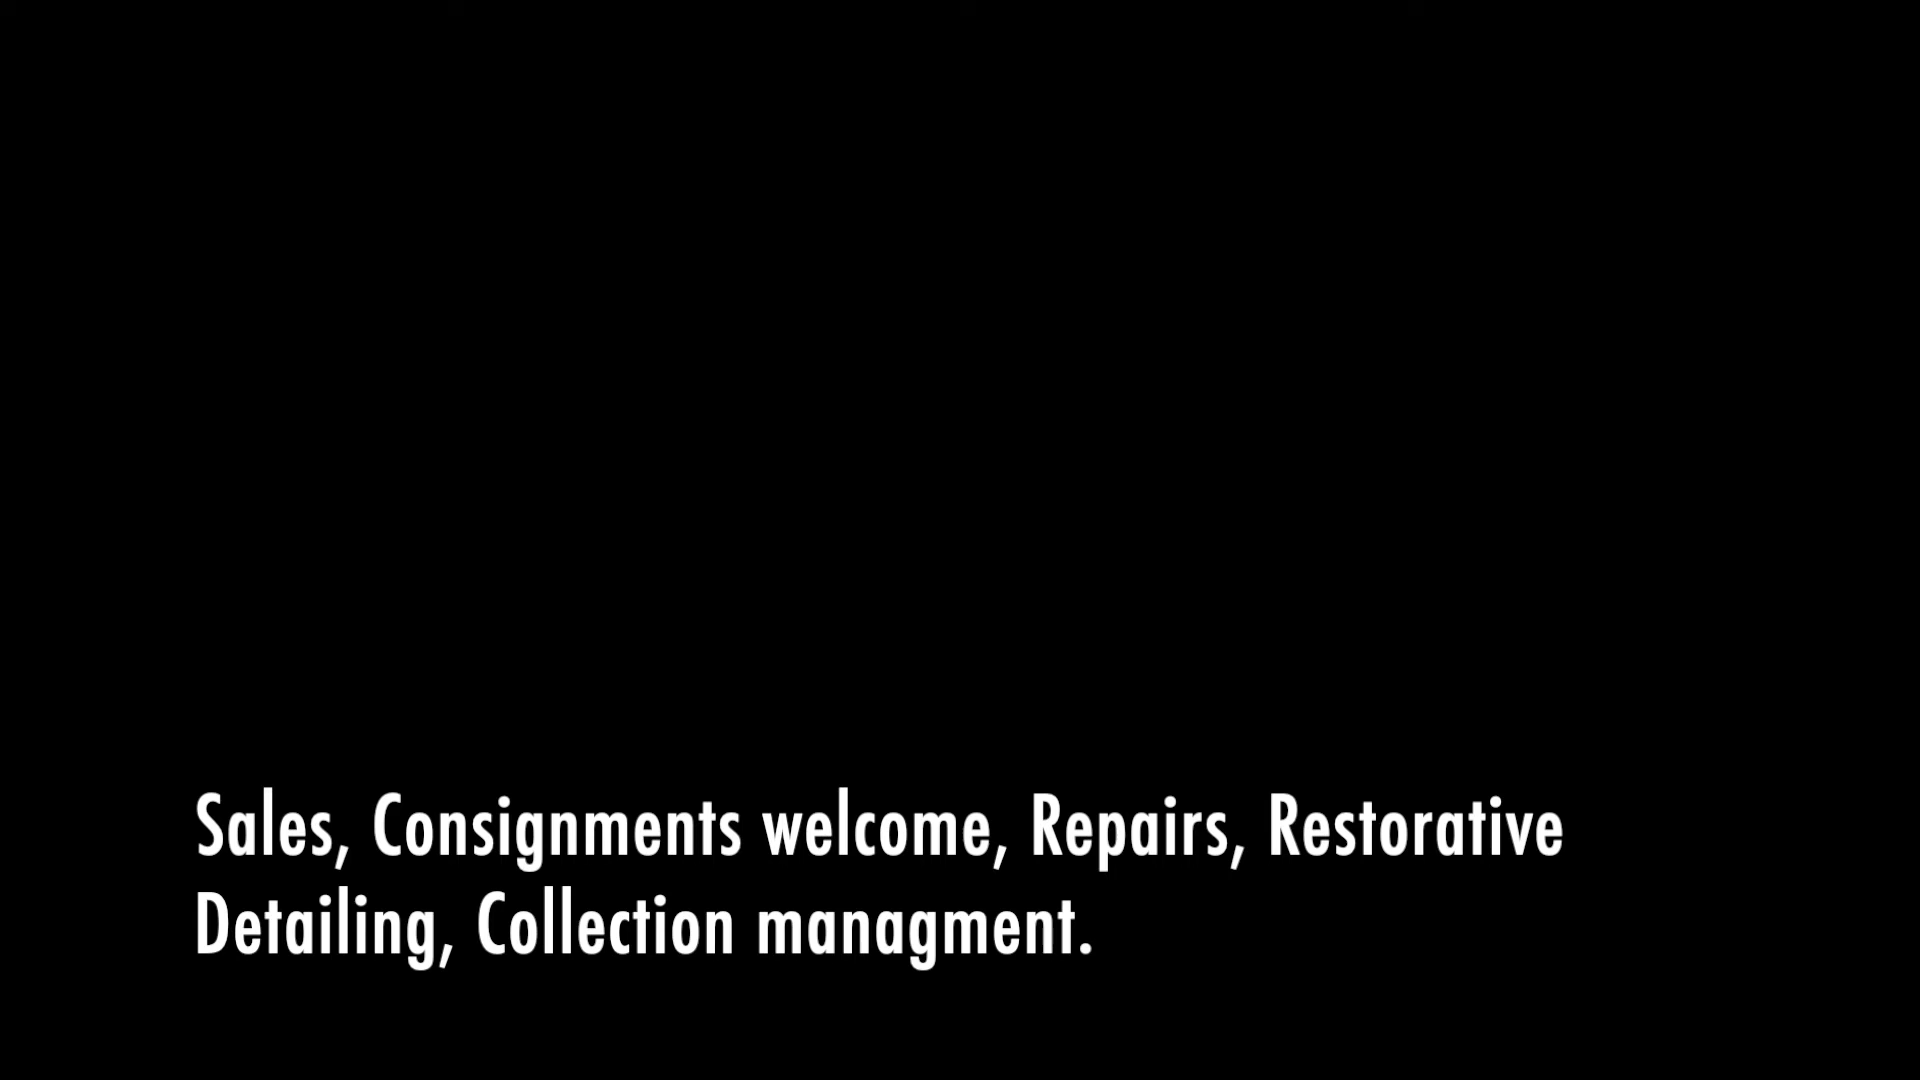 Sales, Consignments welcome, Repairs, Restorative
Detailing, Collection managment.